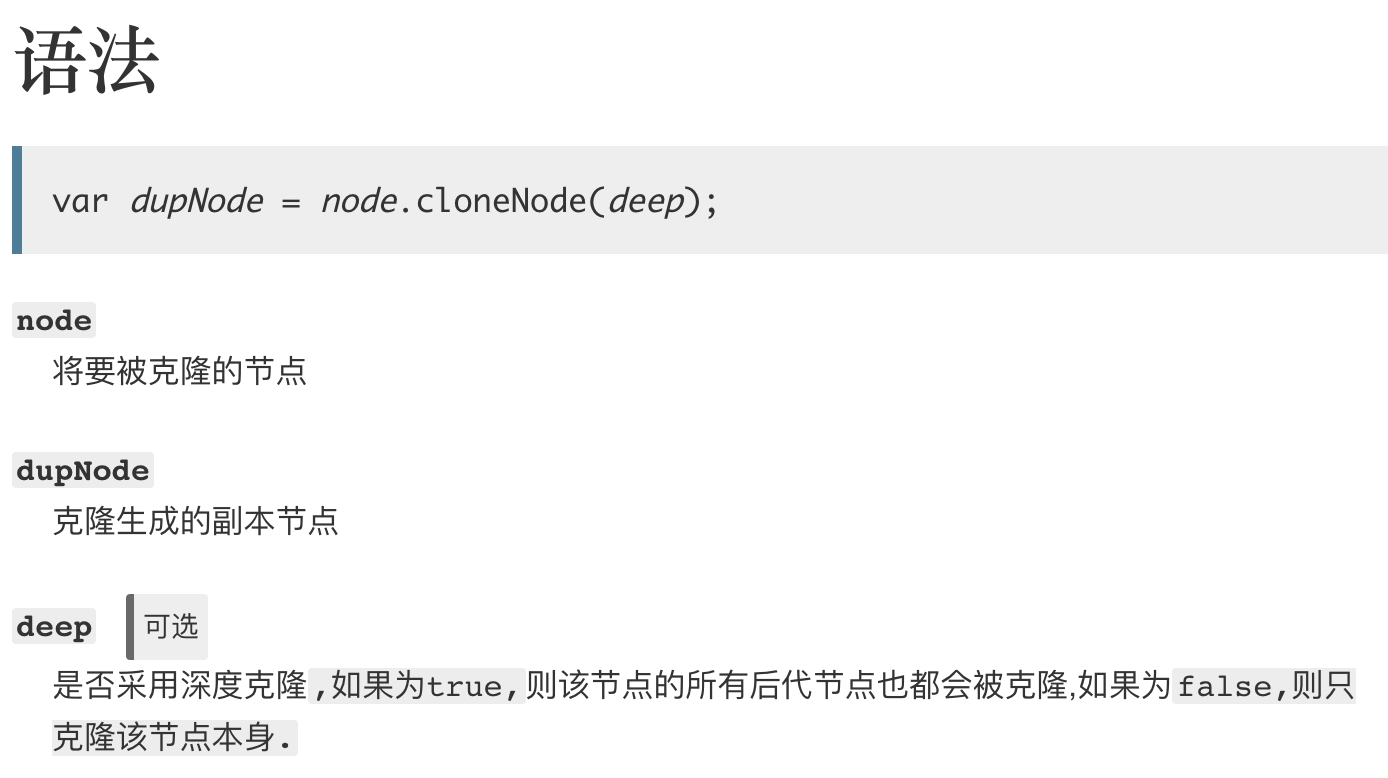 语法
var dupNode = node.cloneNode(deep);
node
将要被克隆的节点
dupNode
克隆生成的副本节点
deep 可选
是否采用深度克隆,如果为true,则该节点的所有后代节点也都会被克隆,如果为false,则只
克隆该节点本身.